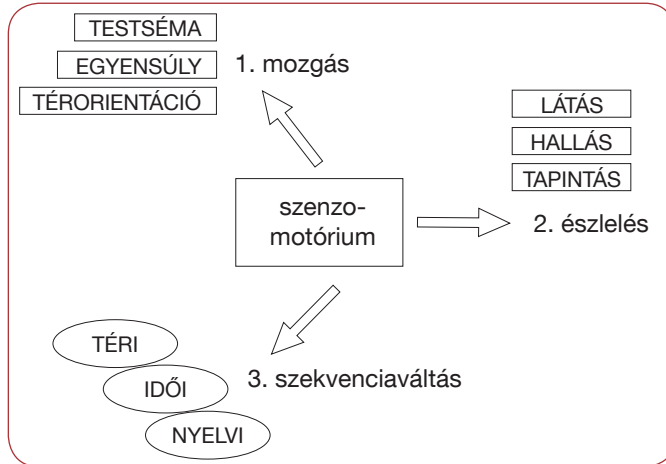 TESTSÉMA
EGYENSÚLY
TÉRORIENTÁCIÓ
1. mozgás
LÁTÁS
HALLÁS
TAPINTÁS
2. észlelés
szenzo-
motórium
TÉRI
IDŐI
NYELVI
3. szekvenciaváltás